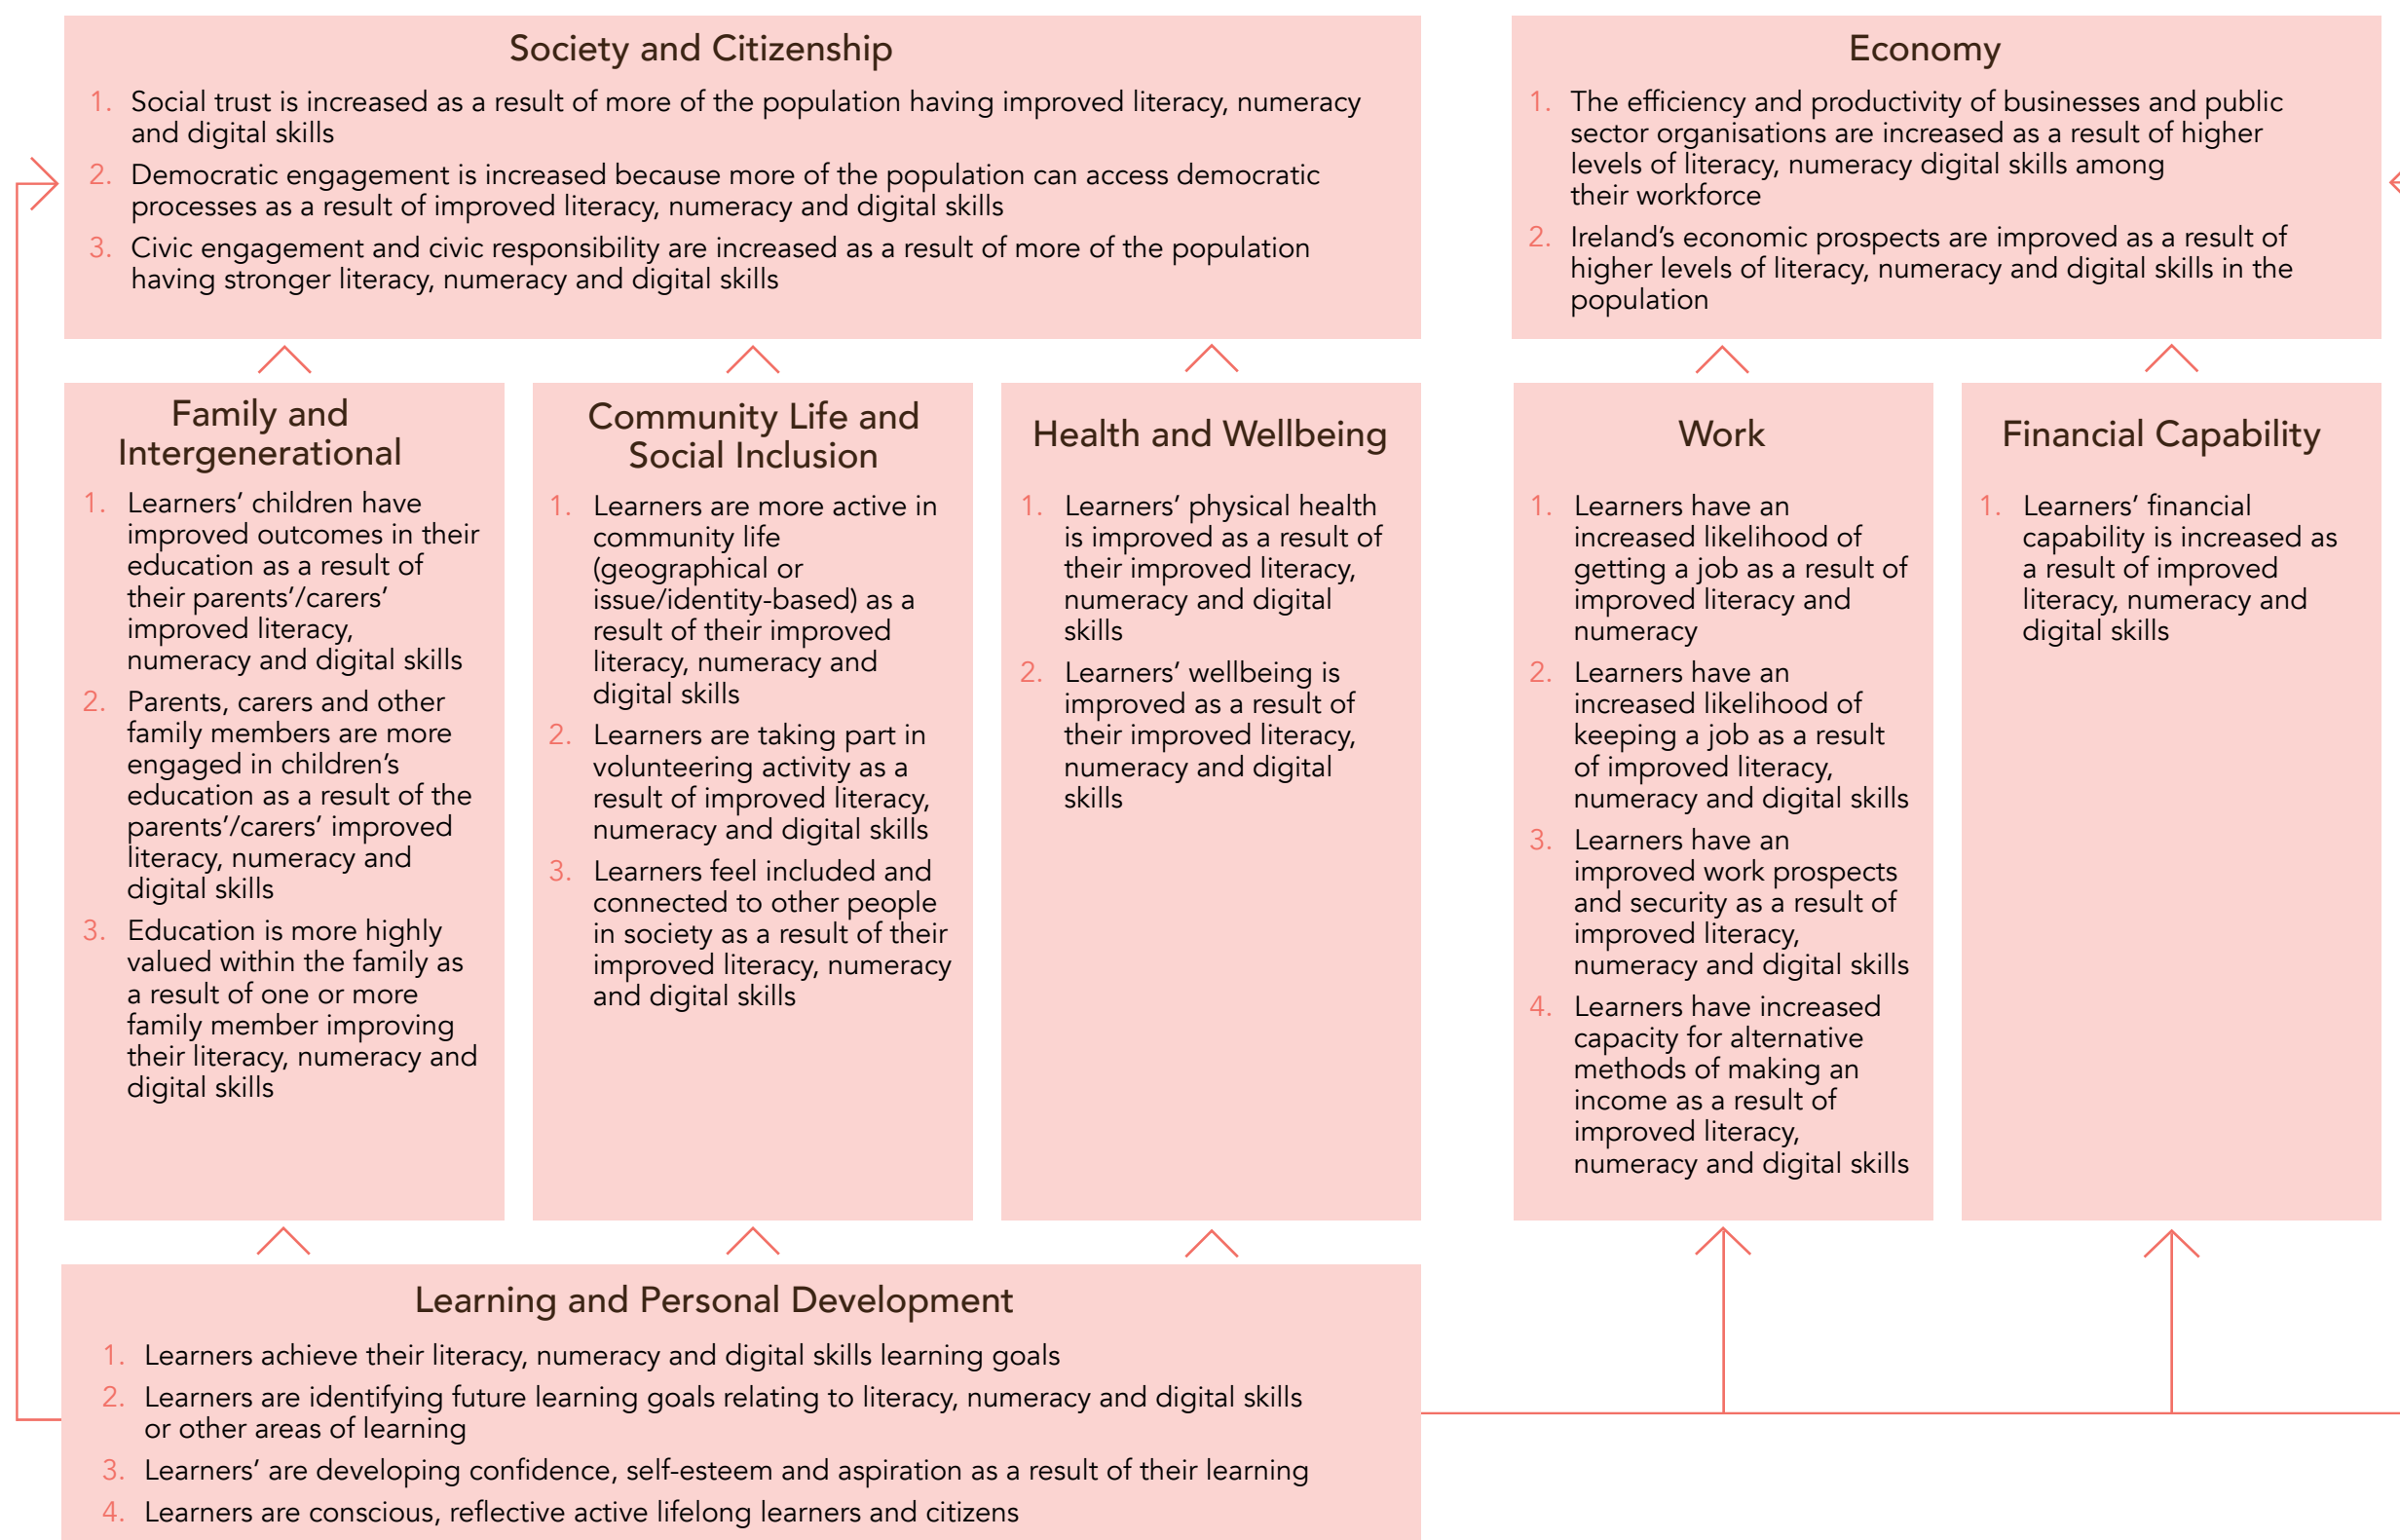 Society and Citizenship
1. Social trust is increased as a result of more of the population having improved literacy, numeracy
and digital skills
2. Democratic engagement is increased because more of the population can access democratic
processes as a result of improved literacy, numeracy and digital skills
3. Civic engagement and civic responsibility are increased as a result of more of the population
having stronger literacy, numeracy and digital skills
Economy
1. The efficiency and productivity of businesses and public
sector organisations are increased as a result of higher
levels of literacy, numeracy digital skills among
their workforce
2. Ireland’s economic prospects are improved as a result of
higher levels of literacy, numeracy and digital skills in the
population
Family and
Intergenerational
1. Learners’ children have
improved outcomes in their
education as a result of
their parents’/carers’
improved literacy,
numeracy and digital skills
2. Parents, carers and other
family members are more
engaged in children’s
education as a result of the
parents’/carers’ improved
literacy, numeracy and
digital skills
3. Education is more highly
valued within the family as
a result of one or more
family member improving
their literacy, numeracy and
digital skills
Community Life and
Social Inclusion
1. Learners are more active in
community life
(geographical or
issue/identity-based) as a
result of their improved
literacy, numeracy and
digital skills
2. Learners are taking part in
volunteering activity as a
result of improved literacy,
numeracy and digital skills
3. Learners feel included and
connected to other people
in society as a result of their
improved literacy, numeracy
and digital skills
Health and Wellbeing
1. Learners’ physical health
is improved as a result of
their improved literacy,
numeracy and digital
skills
2. Learners’ wellbeing is
improved as a result of
their improved literacy,
numeracy and digital
skills
Work
1. Learners have an
increased likelihood of
getting a job as a result of
improved literacy and
numeracy
2. Learners have an
increased likelihood of
keeping a job as a result
of improved literacy,
numeracy and digital skills
3. Learners have an
improved work prospects
and security as a result of
improved literacy,
numeracy and digital skills
4. Learners have increased
capacity for alternative
methods of making an
income as a result of
improved literacy,
numeracy and digital skills
Financial Capability
1. Learners’ financial
capability is increased as
a result of improved
literacy, numeracy and
digital skills
Learning and Personal Development
1. Learners achieve their literacy, numeracy and digital skills learning goals
2. Learners are identifying future learning goals relating to literacy, numeracy and digital skills
or other areas of learning
3. Learners’ are developing confidence, self-esteem and aspiration as a result of their learning
4. Learners are conscious, reflective active lifelong learners and citizens